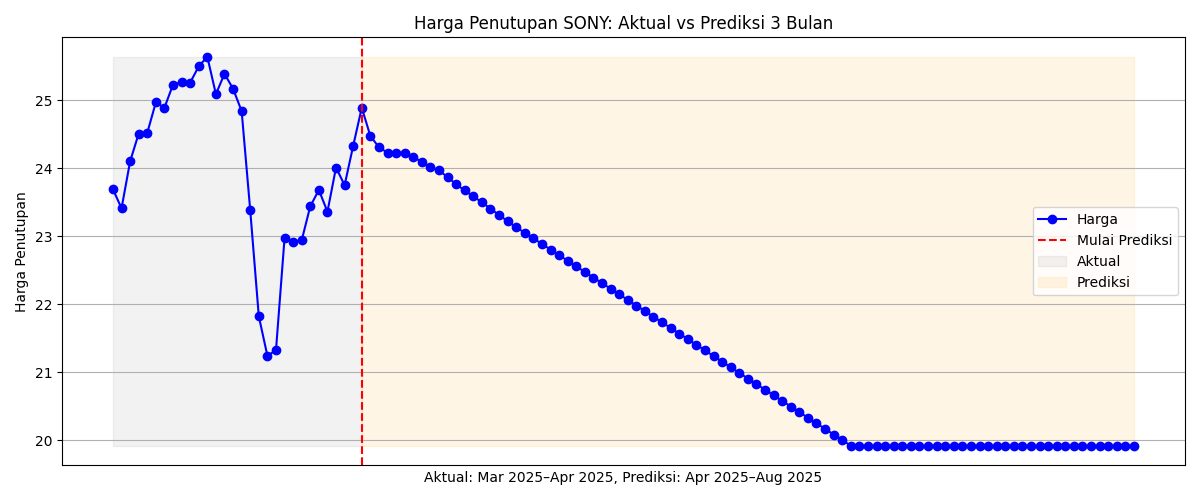 Harga Penutupan SONY: Aktual vs Prediksi 3 Bulan
Harga Penutupan
25
24
23
22
21
20
Harga
Mulai Prediksi
Aktual
Prediksi
Aktual: Mar 2025–Apr 2025, Prediksi: Apr 2025–Aug 2025